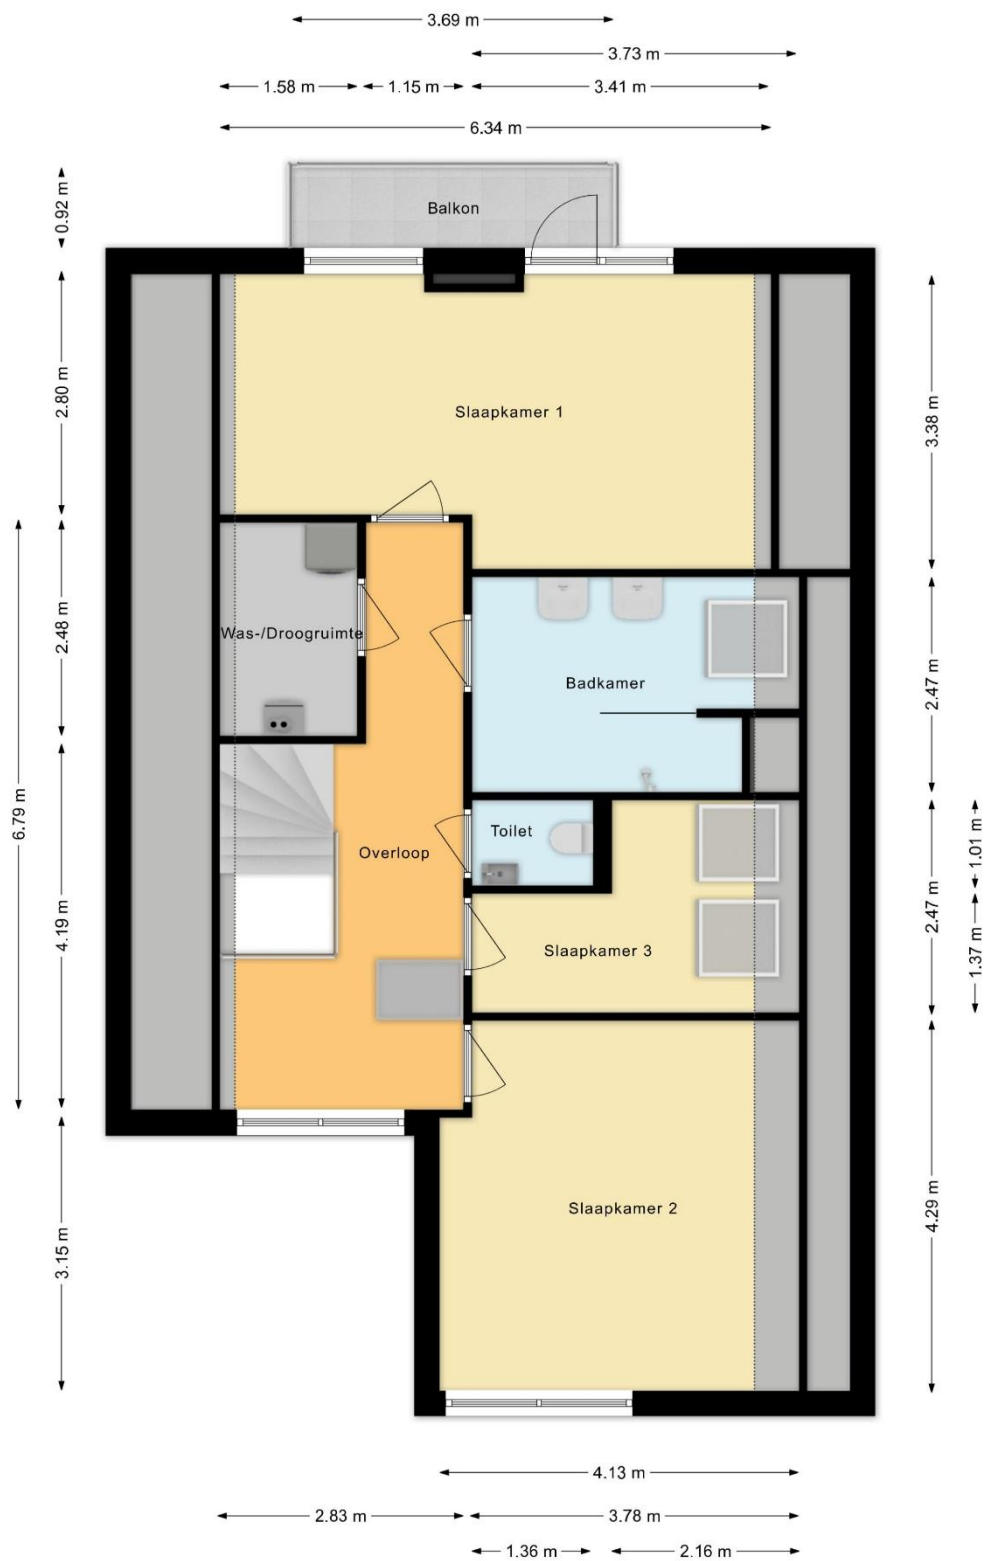 3.69 m
3.73 m
1.58 m
1.15 m
3.41 m
6.34 m
0.92 m
Balkon
2.80 m
Slaapkamer 1
3.38 m
2.48 m
Was-/Droogruimte
Badkamer
2.47 m
6.79 m
4.19 m
Overloop
Toilet
1.01 m
2.47 m
Slaapkamer 3
1.37 m
3.15 m
Slaapkamer 2
4.29 m
4.13 m
2.83 m
3.78 m
1.36 m
2.16 m